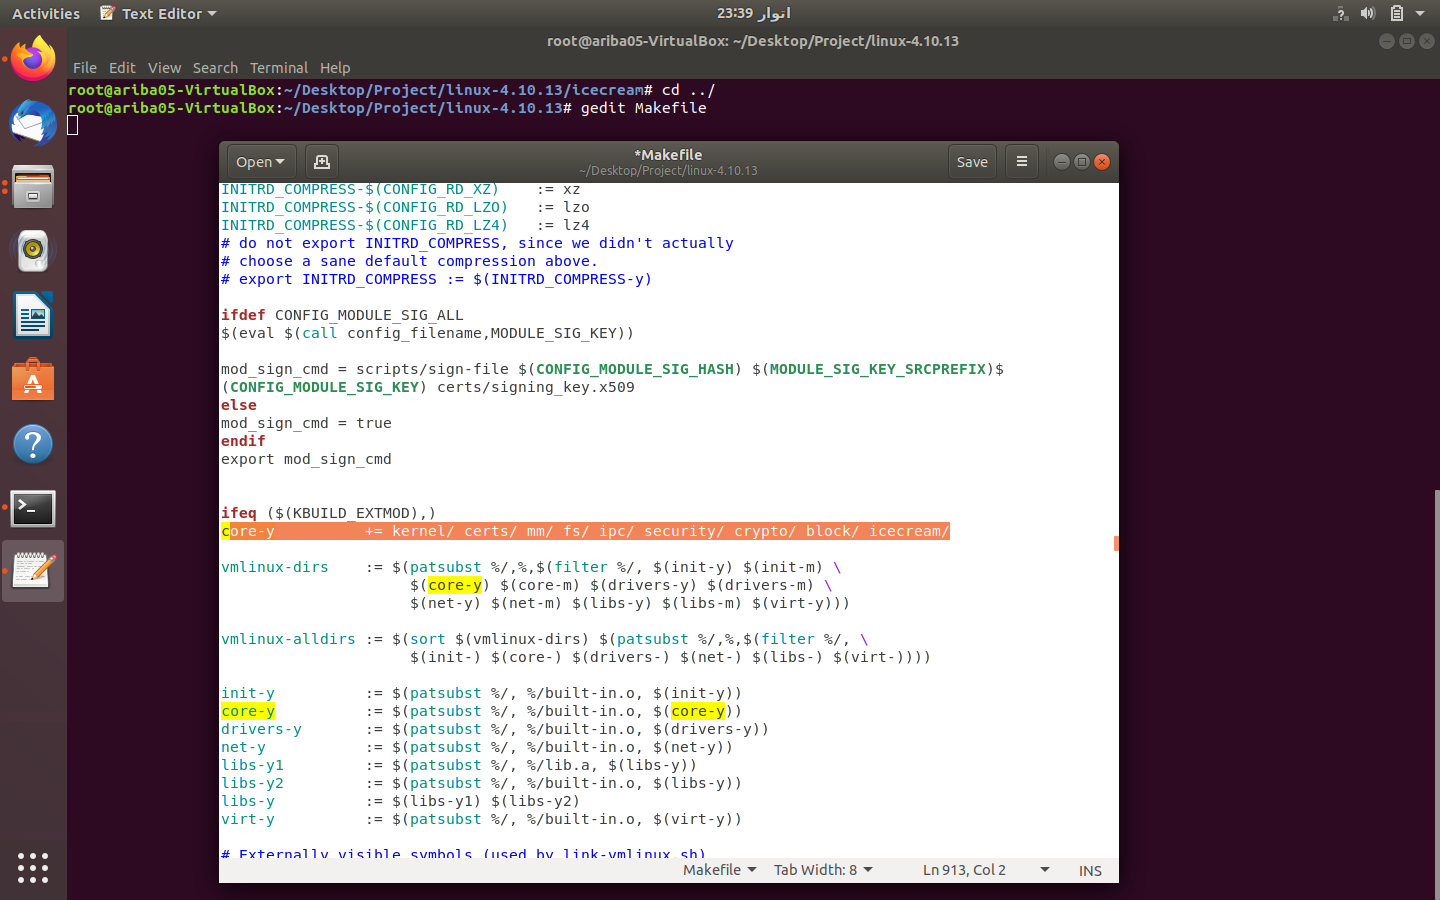 Activities Text Editor 23:39 اتوار
root@ariba05-VirtualBox: ~/Desktop/Project/linux-4.10.13
File Edit View Search Terminal Help
root@ariba05-VirtualBox:~/Desktop/Project/linux-4.10.13/icecream# cd ../
root@ariba05-VirtualBox:~/Desktop/Project/linux-4.10.13# gedit Makefile
Open *Makefile Save
~/Desktop/Project/linux-4.10.13
INITRD_COMPRESS-$(CONFIG_RD_XZ)    := xz
INITRD_COMPRESS-$(CONFIG_RD_LZO)   := lzo
INITRD_COMPRESS-$(CONFIG_RD_LZ4)   := lz4
# do not export INITRD_COMPRESS, since we didn't actually
# choose a sane default compression above.
# export INITRD_COMPRESS := $(INITRD_COMPRESS-y)
ifdef CONFIG_MODULE_SIG_ALL
$(eval $(call config_filename,MODULE_SIG_KEY))
mod_sign_cmd = scripts/sign-file $(CONFIG_MODULE_SIG_HASH) $(MODULE_SIG_KEY_SRCPREFIX)$
(CONFIG_MODULE_SIG_KEY) certs/signing_key.x509
else
mod_sign_cmd = true
endif
export mod_sign_cmd
ifeq ($(KBUILD_EXTMOD),)
core-y          += kernel/ certs/ mm/ fs/ ipc/ security/ crypto/ block/ icecream/
vmlinux-dirs    := $(patsubst %/,%,$(filter %/, $(init-y) $(init-m) \
                     $(core-y) $(core-m) $(drivers-y) $(drivers-m) \
                     $(net-y) $(net-m) $(libs-y) $(libs-m) $(virt-y)))
vmlinux-alldirs := $(sort $(vmlinux-dirs) $(patsubst %/,%,$(filter %/, \
                     $(init-) $(core-) $(drivers-) $(net-) $(libs-) $(virt-))))
init-y          := $(patsubst %/, %/built-in.o, $(init-y))
core-y          := $(patsubst %/, %/built-in.o, $(core-y))
drivers-y       := $(patsubst %/, %/built-in.o, $(drivers-y))
net-y           := $(patsubst %/, %/built-in.o, $(net-y))
libs-y1         := $(patsubst %/, %/lib.a, $(libs-y))
libs-y2         := $(patsubst %/, %/built-in.o, $(libs-y))
libs-y          := $(libs-y1) $(libs-y2)
virt-y          := $(patsubst %/, %/built-in.o, $(virt-y))
# Externally visible symbols (used by link-vmlinux.sh)
Makefile Tab Width: 8 Ln 913, Col 2 INS